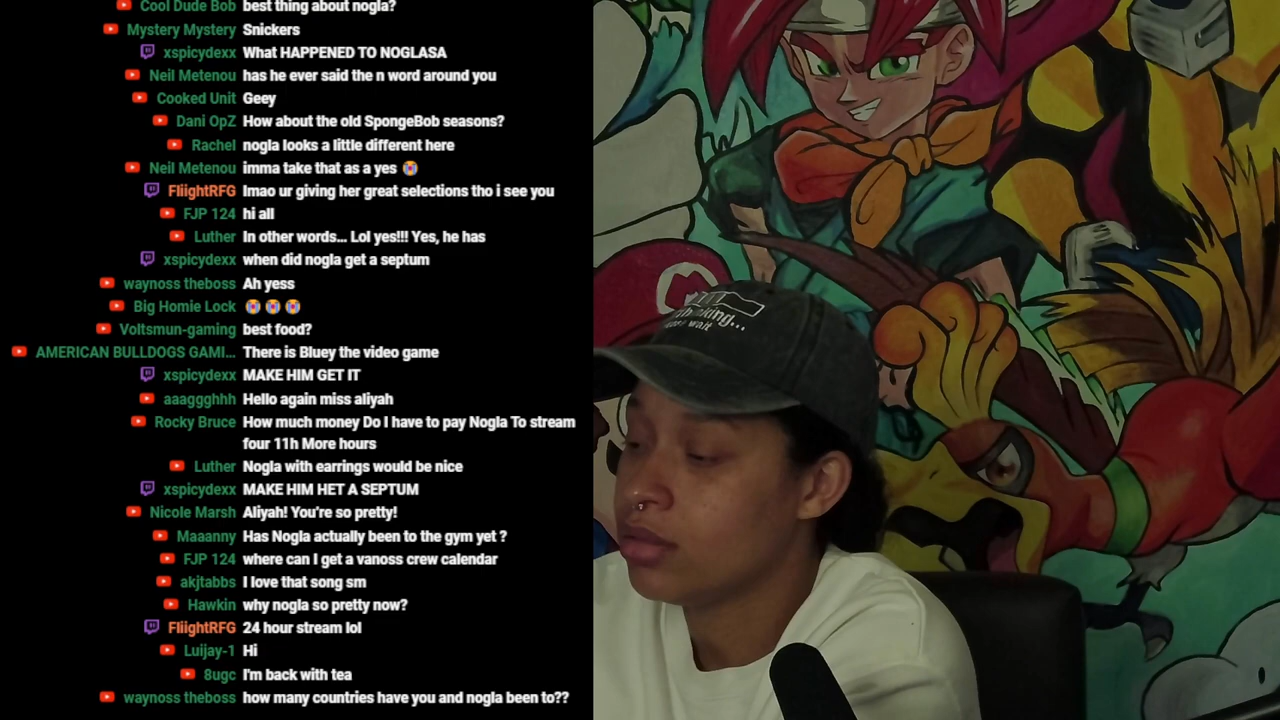 Cool Dude Bob best thing about nogla?
Mystery Mystery Snickers
xspicydexx What HAPPENED TO NOGLASA
Neil Metenou has he ever said the n word around you
Cooked Unit Geey
Dani OpZ How about the old SpongeBob seasons?
Rachel nogla looks a little different here
Neil Metenou imma take that as a yes 😭
FliightRFG lmao ur giving her great selections tho i see you
FJP 124 hi all
Luther In other words... Lol yes!!! Yes, he has
xspicydexx when did nogla get a septum
waynoss theboss Ah yess
Big Homie Lock 😭 😭 😭
Voltsmun-gaming best food?
AMERICAN BULLDOGS GAMI... There is Bluey the video game
xspicydexx MAKE HIM GET IT
aaaggghhh Hello again miss aliyah
Rocky Bruce How much money Do I have to pay Nogla To stream
four 11h More hours
Luther Nogla with earrings would be nice
xspicydexx MAKE HIM HET A SEPTUM
Nicole Marsh Aliyah! You're so pretty!
Maaanny Has Nogla actually been to the gym yet ?
FJP 124 where can I get a vanoss crew calendar
akjtabbs I love that song sm
Hawkin why nogla so pretty now?
FliightRFG 24 hour stream lol
Luijay-1 Hi
8ugc I'm back with tea
waynoss theboss how many countries have you and nogla been to??
wait